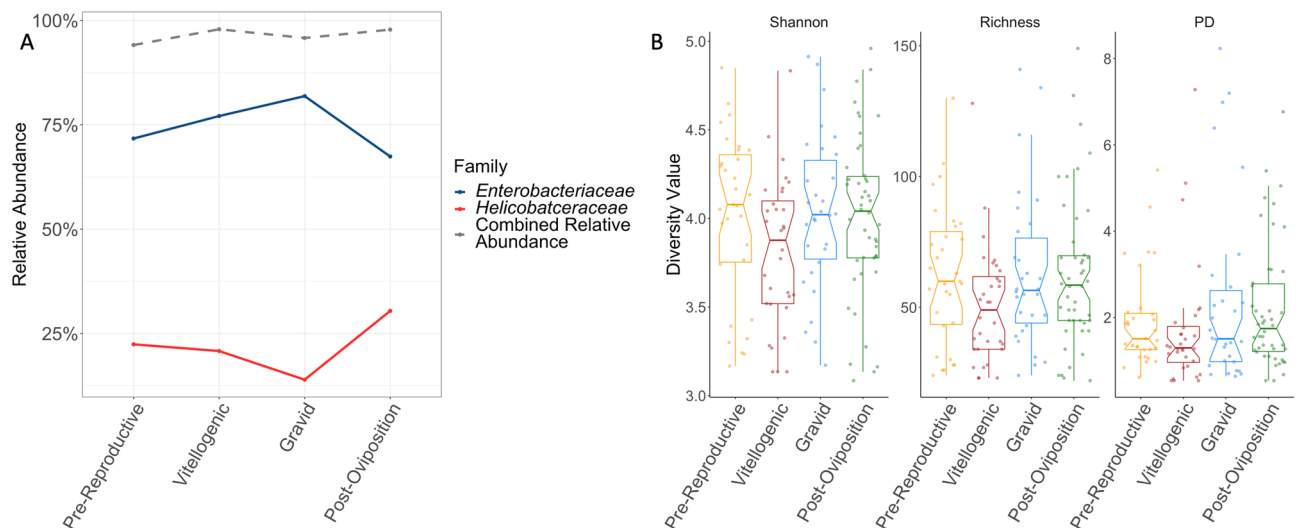 A
Relative Abundance
100%
75%
50%
25%
Pre-Reproductive
Vitellogenic
Gravid
Post-Oviposition
Family
Enterobacteriaceae
Helicobatceraceae
Combined Relative
Abundance
B
Diversity Value
Shannon
5.0
4.5
4.0
3.5
3.0
Pre-Reproductive
Vitellogenic
Gravid
Post-Oviposition
Richness
150
100
50
Pre-Reproductive
Vitellogenic
Gravid
Post-Oviposition
PD
8
6
4
2
Pre-Reproductive
Vitellogenic
Gravid
Post-Oviposition